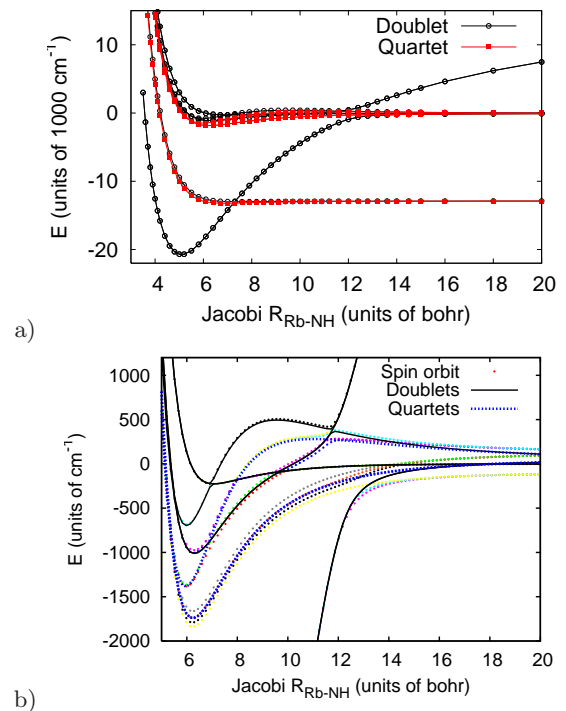 Doublet
Quartet
E (units of 1000 cm⁻¹)
10
0
-10
-20
4 6 8 10 12 14 16 18 20
Jacobi R_Rb-NH (units of bohr)
a)
Spin orbit
Doublets
Quartets
E (units of cm⁻¹)
1000
500
0
-500
-1000
-1500
-2000
6 8 10 12 14 16 18 20
Jacobi R_Rb-NH (units of bohr)
b)